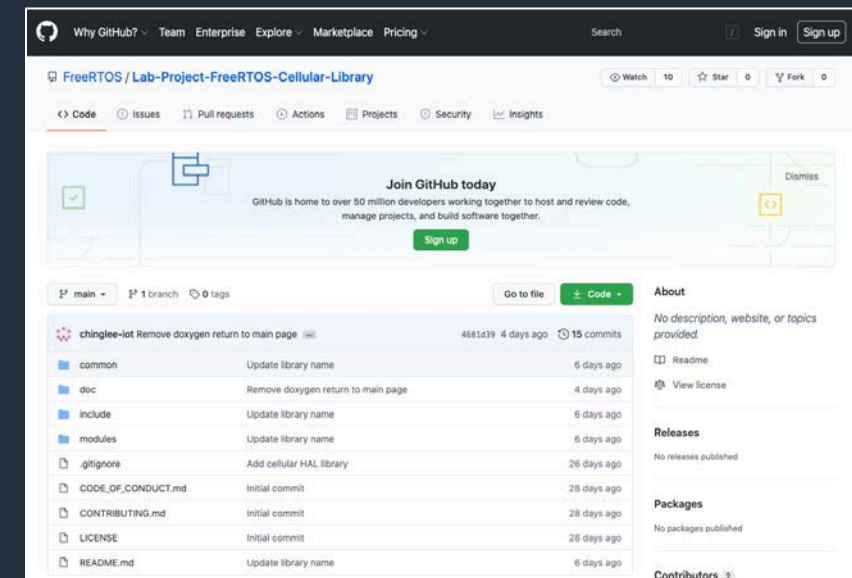 Why GitHub? Team Enterprise Explore Marketplace Pricing Search / Sign in Sign up
FreeRTOS / Lab-Project-FreeRTOS-Cellular-Library Watch 10 Star 0 Fork 0
<> Code Issues Pull requests Actions Projects Security Insights
Join GitHub today
Dismiss
GitHub is home to over 50 million developers working together to host and review code,
manage projects, and build software together.
Sign up
main 1 branch 0 tags Go to file Code
About
No description, website, or topics
provided.
Readme
View license
Releases
No releases published
Packages
No packages published
Contributors 2
chinglee-iot Remove doxygen return to main page ... 4681d39 4 days ago 15 commits
common Update library name 6 days ago
doc Remove doxygen return to main page 4 days ago
include Update library name 6 days ago
modules Update library name 6 days ago
.gitignore Add cellular HAL library 26 days ago
CODE_OF_CONDUCT.md Initial commit 28 days ago
CONTRIBUTING.md Initial commit 28 days ago
LICENSE Initial commit 28 days ago
README.md Update library name 6 days ago